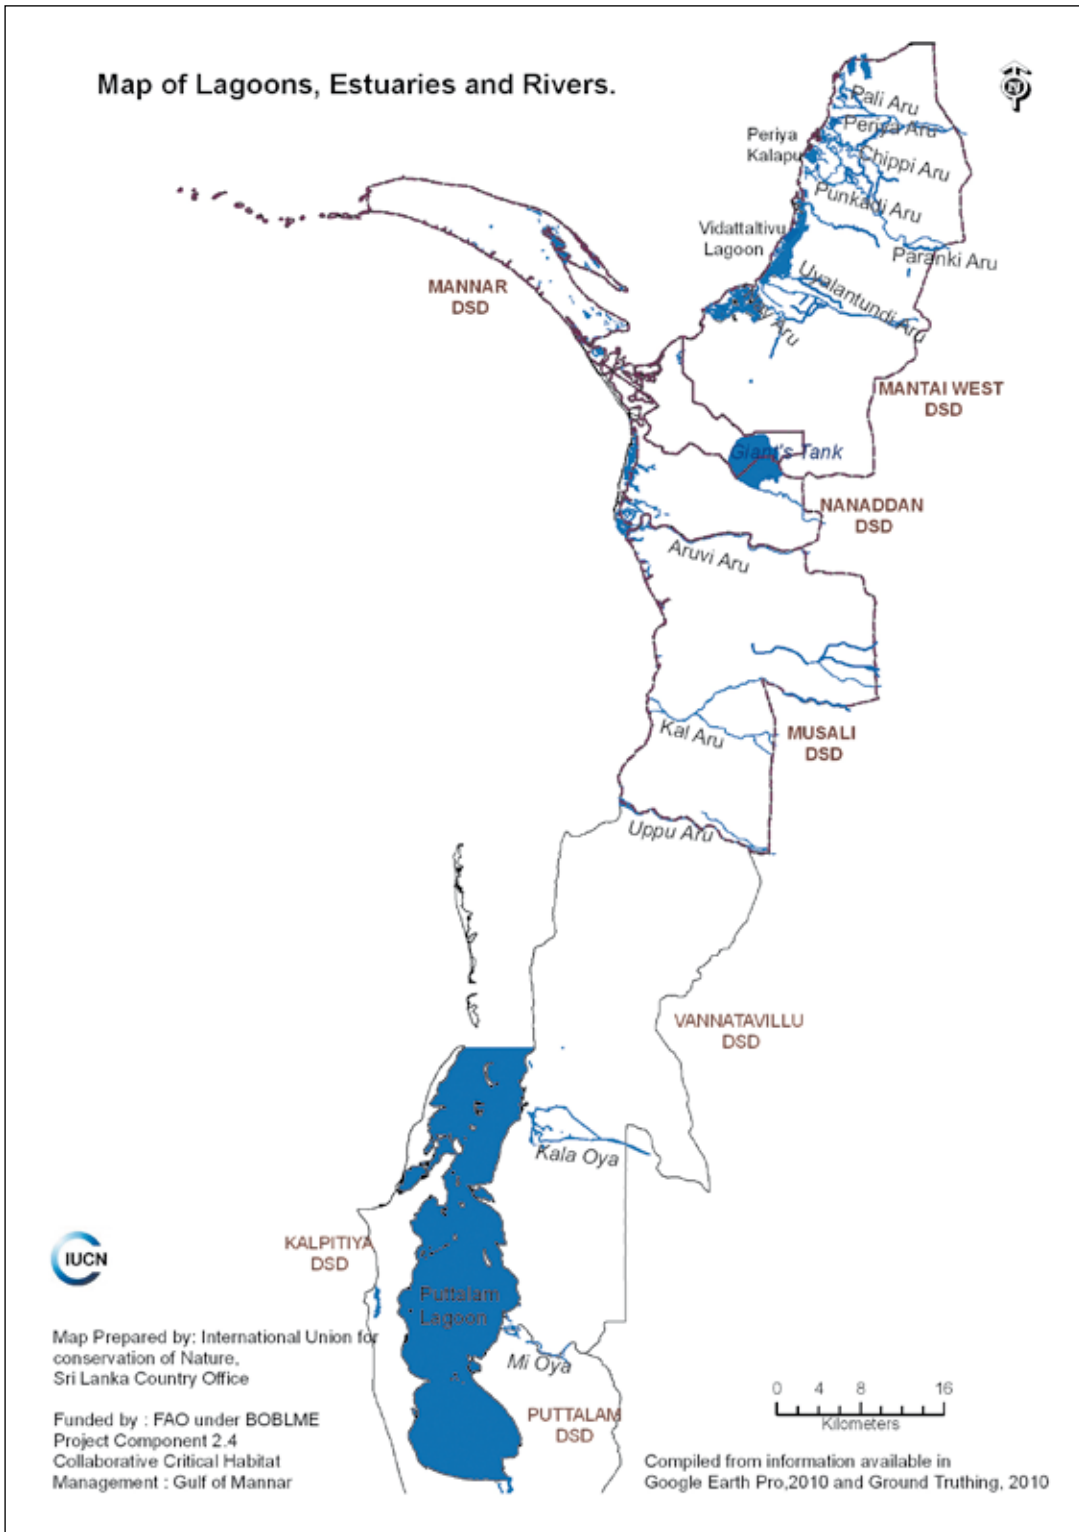 Map of Lagoons, Estuaries and Rivers.
N
Pali Aru
Periya Aru
Periya
Kalapu
Chippi Aru
Punkadi Aru
Vidattaltivu
Lagoon
Paranki Aru
Uyalantundi Aru
Aru
MANNAR
DSD
MANTAI WEST
DSD
Giant's Tank
NANADDAN
DSD
Aruvi Aru
Kal Aru
MUSALI
DSD
Uppu Aru
VANNATAVILLU
DSD
Kala Oya
KALPITIYA
DSD
IUCN
Puttalam
Lagoon
Mi Oya
PUTTALAM
DSD
Map Prepared by: International Union for
conservation of Nature,
Sri Lanka Country Office
Funded by : FAO under BOBLME
Project Component 2.4
Collaborative Critical Habitat
Management : Gulf of Mannar
0 4 8 16
Kilometers
Compiled from information available in
Google Earth Pro,2010 and Ground Truthing, 2010